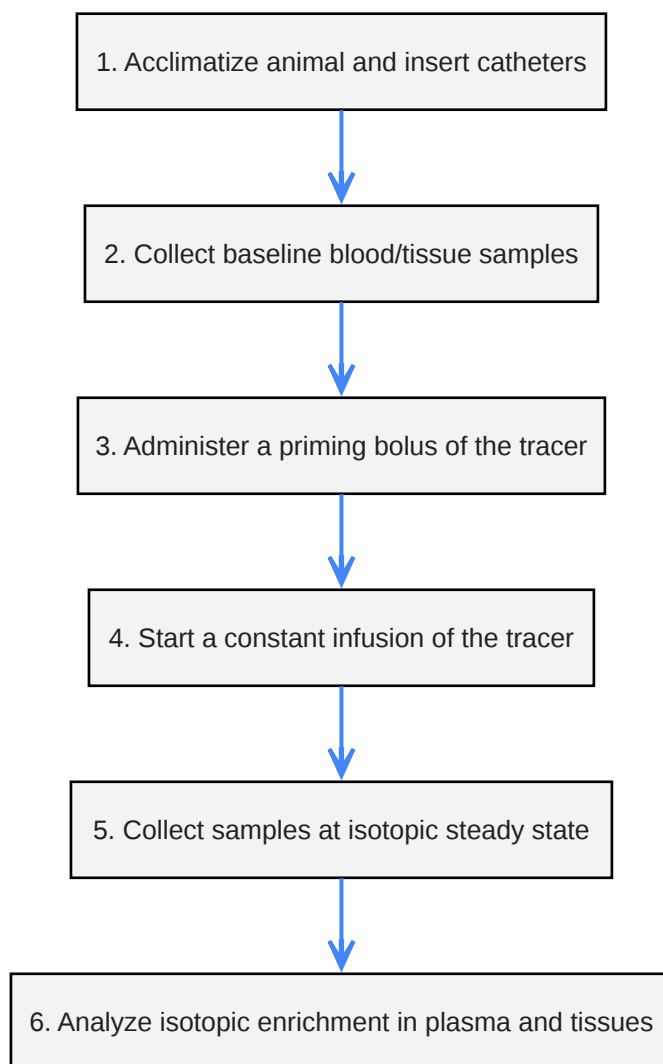 1. Acclimatize animal and insert catheters
2. Collect baseline blood/tissue samples
3. Administer a priming bolus of the tracer
4. Start a constant infusion of the tracer
5. Collect samples at isotopic steady state
6. Analyze isotopic enrichment in plasma and tissues